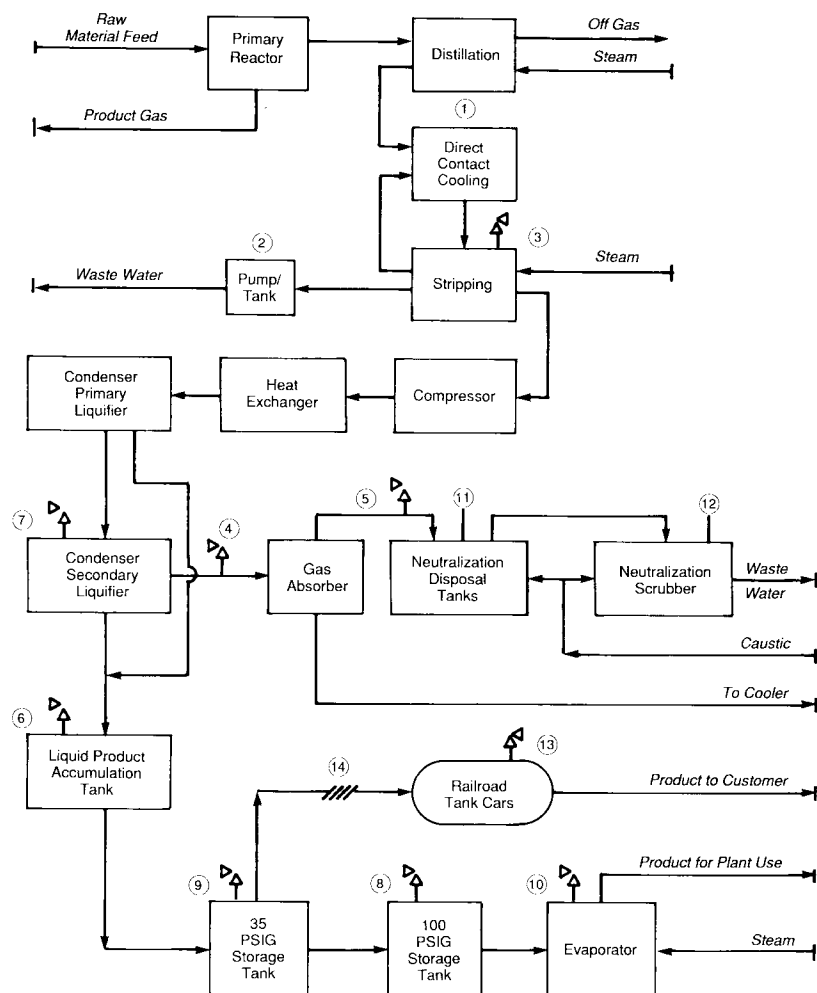 Raw
Material Feed
Primary
Reactor
Distillation
Off Gas
Steam
Product Gas
1
Direct
Contact
Cooling
2
3
Waste Water
Pump/
Tank
Stripping
Steam
Condenser
Primary
Liquifier
Heat
Exchanger
Compressor
7
4
5
11
12
Condenser
Secondary
Liquifier
Gas
Absorber
Neutralization
Disposal
Tanks
Neutralization
Scrubber
Waste
Water
Caustic
To Cooler
6
Liquid Product
Accumulation
Tank
14
13
Railroad
Tank Cars
Product to Customer
9
8
10
Product for Plant Use
35
PSIG
Storage
Tank
100
PSIG
Storage
Tank
Evaporator
Steam